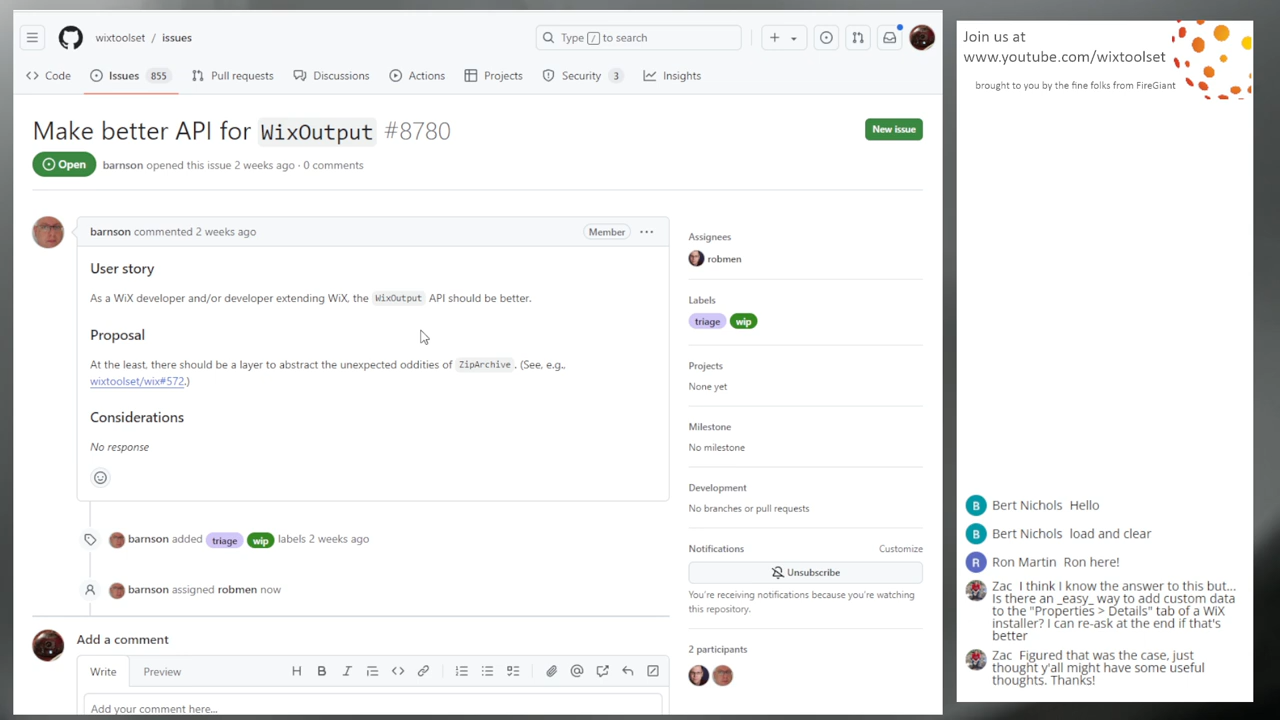 wixtoolset / issues
Type / to search
Code
Issues 855
Pull requests
Discussions
Actions
Projects
Security 3
Insights
Make better API for WixOutput #8780
New issue
Open
barnson opened this issue 2 weeks ago · 0 comments
barnson commented 2 weeks ago
Member
User story
As a WiX developer and/or developer extending WiX, the WixOutput API should be better.
Proposal
At the least, there should be a layer to abstract the unexpected oddities of ZipArchive. (See, e.g.,
wixtoolset/wix#572.)
Considerations
No response
barnson added triage wip labels 2 weeks ago
barnson assigned robmen now
Add a comment
Write
Preview
H B I
Add your comment here...
Assignees
robmen
Labels
triage wip
Projects
None yet
Milestone
No milestone
Development
No branches or pull requests
Notifications
Customize
Unsubscribe
You're receiving notifications because you're watching
this repository.
2 participants
Join us at
www.youtube.com/wixtoolset
brought to you by the fine folks from FireGiant
B Bert Nichols Hello
B Bert Nichols load and clear
R Ron Martin Ron here!
Zac I think I know the answer to this but...
Is there an _easy_ way to add custom data
to the "Properties > Details" tab of a WiX
installer? I can re-ask at the end if that's
better
Zac Figured that was the case, just
thought y'all might have some useful
thoughts. Thanks!